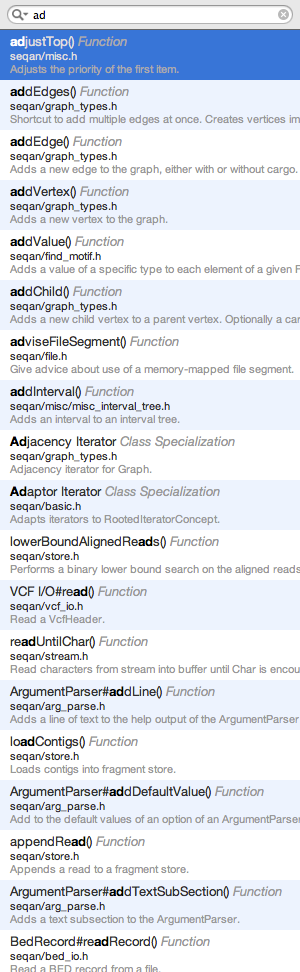 ad
adjustTop() Function
seqan/misc.h
Adjusts the priority of the first item.
addEdges() Function
seqan/graph_types.h
Shortcut to add multiple edges at once. Creates vertices im
addEdge() Function
seqan/graph_types.h
Adds a new edge to the graph, either with or without cargo.
addVertex() Function
seqan/graph_types.h
Adds a new vertex to the graph.
addValue() Function
seqan/find_motif.h
Adds a value of a specific type to each element of a given F
addChild() Function
seqan/graph_types.h
Adds a new child vertex to a parent vertex. Optionally a car
adviseFileSegment() Function
seqan/file.h
Give advice about use of a memory-mapped file segment.
addInterval() Function
seqan/misc/misc_interval_tree.h
Adds an interval to an interval tree.
Adjacency Iterator Class Specialization
seqan/graph_types.h
Adjacency iterator for Graph.
Adaptor Iterator Class Specialization
seqan/basic.h
Adapts iterators to RootedIteratorConcept.
lowerBoundAlignedReads() Function
seqan/store.h
Performs a binary lower bound search on the aligned reads
VCF I/O#read() Function
seqan/vcf_io.h
Read a VcfHeader.
readUntilChar() Function
seqan/stream.h
Read characters from stream into buffer until Char is encou
ArgumentParser#addLine() Function
seqan/arg_parse.h
Adds a line of text to the help output of the ArgumentParser
loadContigs() Function
seqan/store.h
Loads contigs into fragment store.
ArgumentParser#addDefaultValue() Function
seqan/arg_parse.h
Add to the default values of an option of an ArgumentParser
appendRead() Function
seqan/store.h
Appends a read to a fragment store.
ArgumentParser#addTextSubSection() Function
seqan/arg_parse.h
Adds a text subsection to the ArgumentParser.
BedRecord#readRecord() Function
seqan/bed_io.h
Read a BED record from a file.